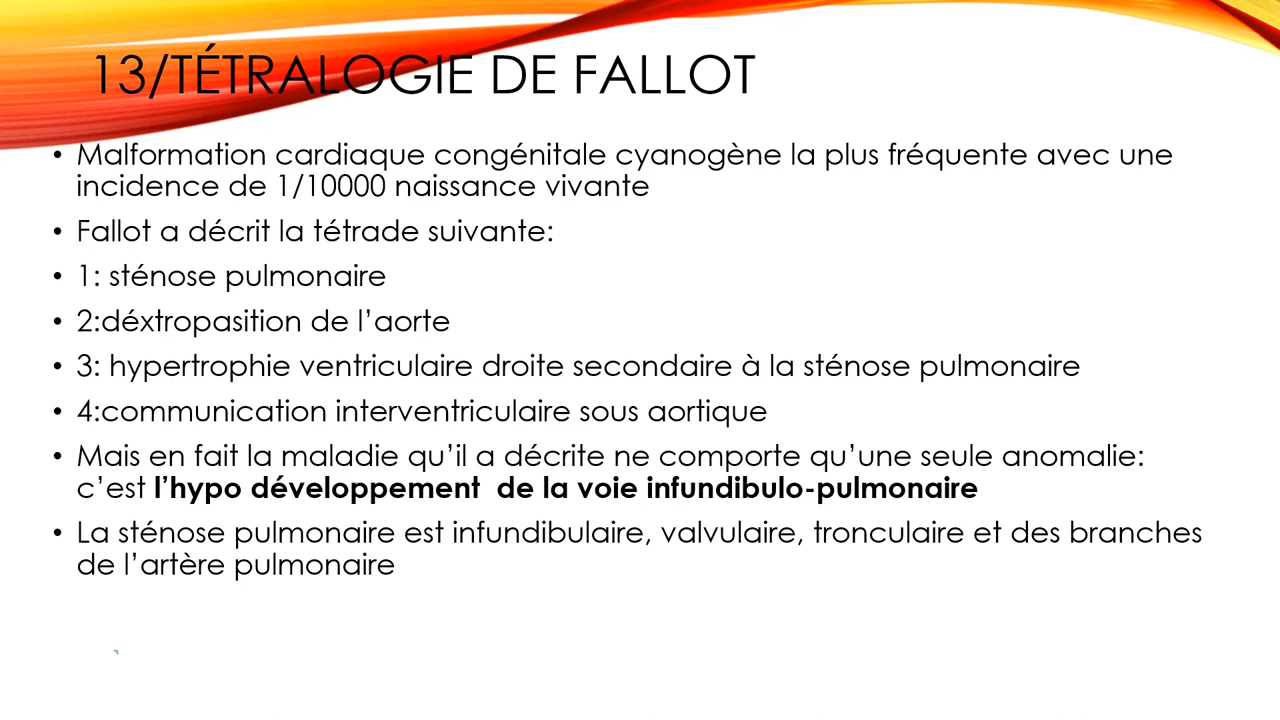 13/TÉTRALOGIE DE FALLOT
• Malformation cardiaque congénitale cyanogène la plus fréquente avec une
incidence de 1/10000 naissance vivante
• Fallot a décrit la tétrade suivante:
• 1: sténose pulmonaire
• 2:déxtropasition de l’aorte
• 3: hypertrophie ventriculaire droite secondaire à la sténose pulmonaire
• 4:communication interventriculaire sous aortique
• Mais en fait la maladie qu’il a décrite ne comporte qu’une seule anomalie:
c’est l’hypo développement  de la voie infundibulo-pulmonaire
• La sténose pulmonaire est infundibulaire, valvulaire, tronculaire et des branches
de l’artère pulmonaire